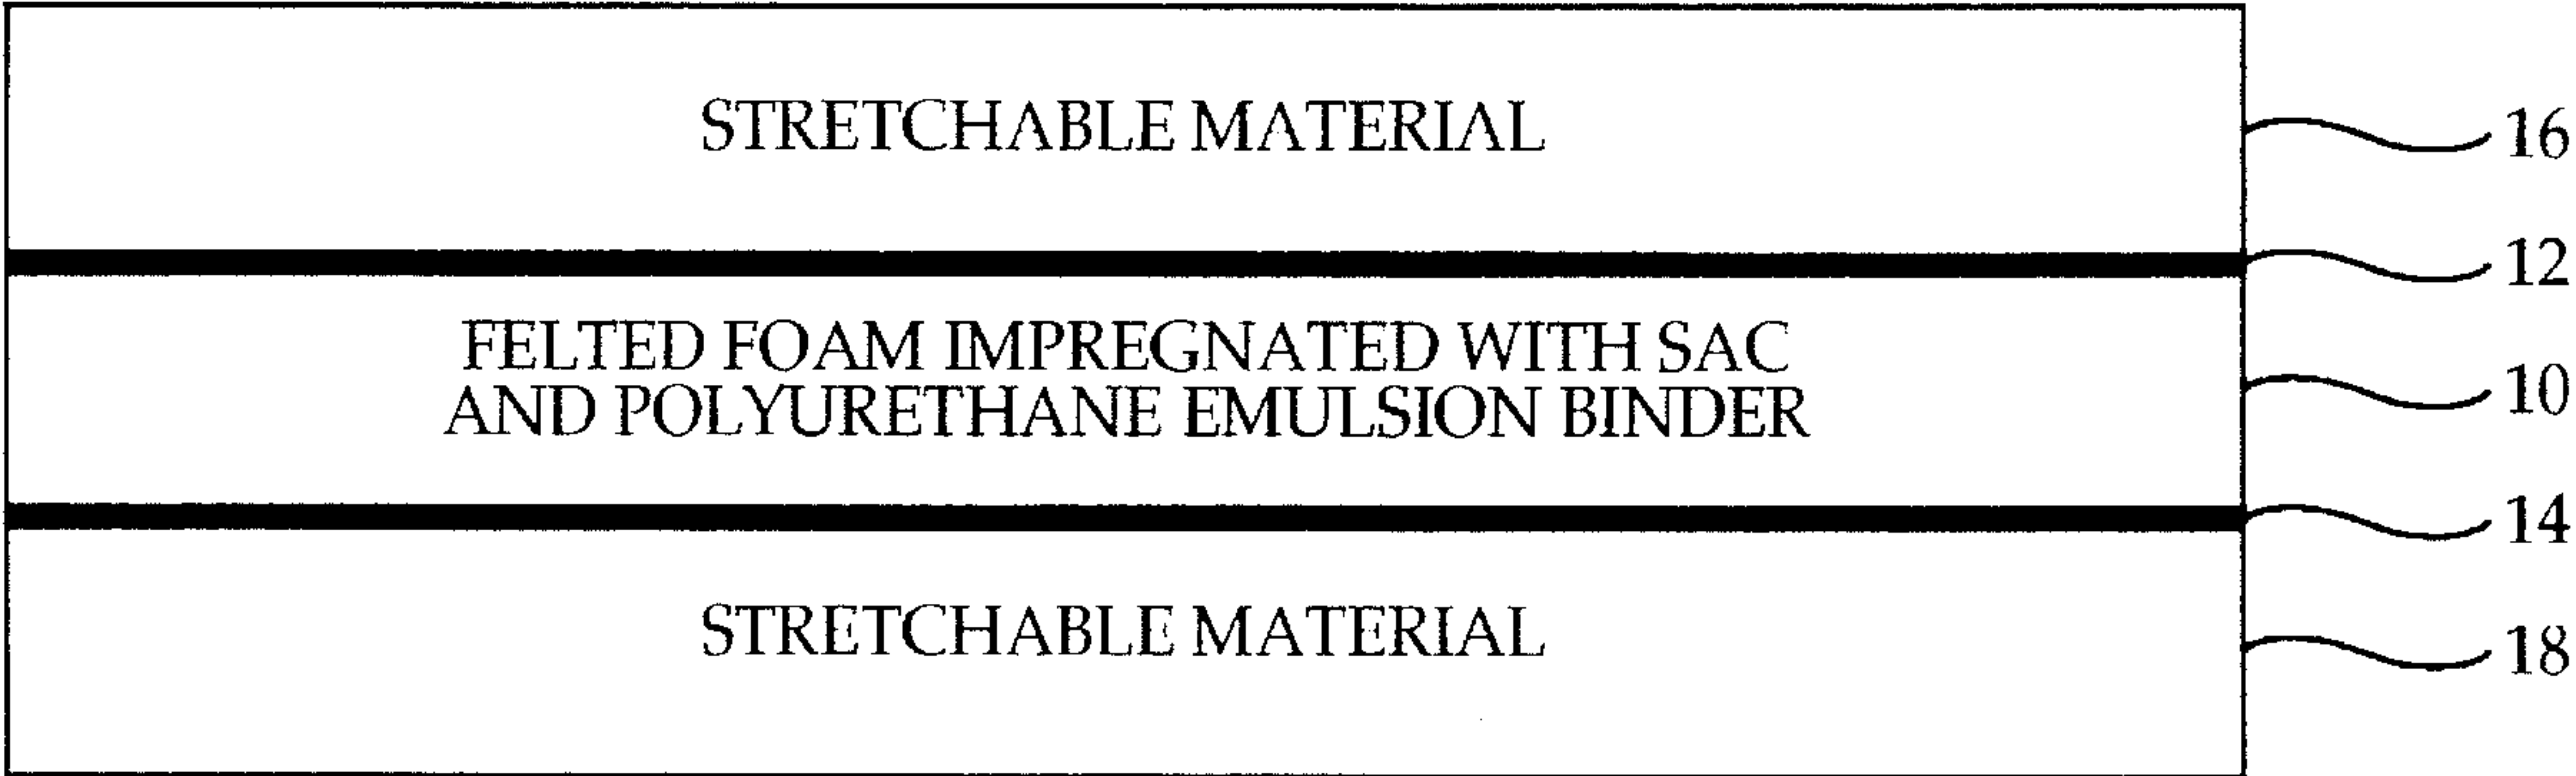 STRETCHABLE MATERIAL
16
12
FELTED FOAM IMPREGNATED WITH SAC
AND POLYURETHANE EMULSION BINDER
10
14
STRETCHABLE MATERIAL
18